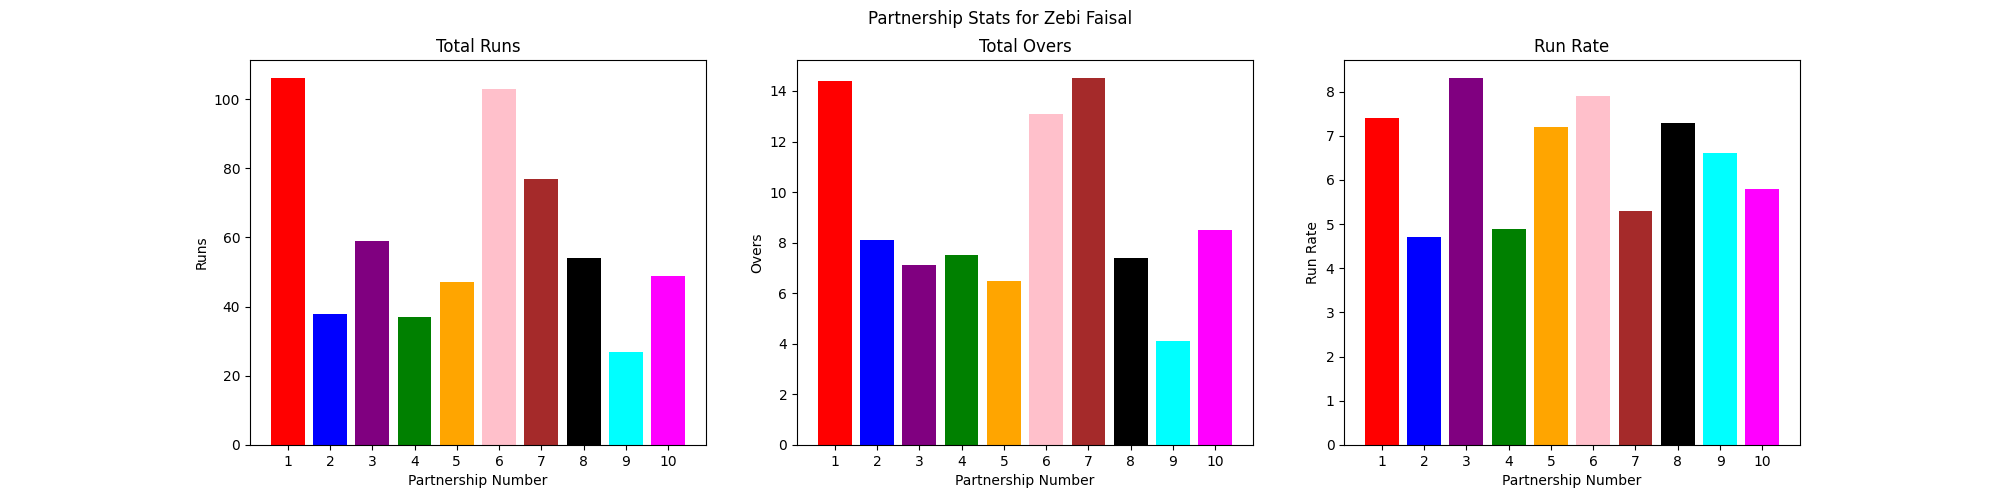 Partnership Stats for Zebi Faisal
Total Runs
Runs
0
20
40
60
80
100
1 2 3 4 5 6 7 8 9 10
Partnership Number
Total Overs
Overs
0
2
4
6
8
10
12
14
1 2 3 4 5 6 7 8 9 10
Partnership Number
Run Rate
Run Rate
0
1
2
3
4
5
6
7
8
1 2 3 4 5 6 7 8 9 10
Partnership Number